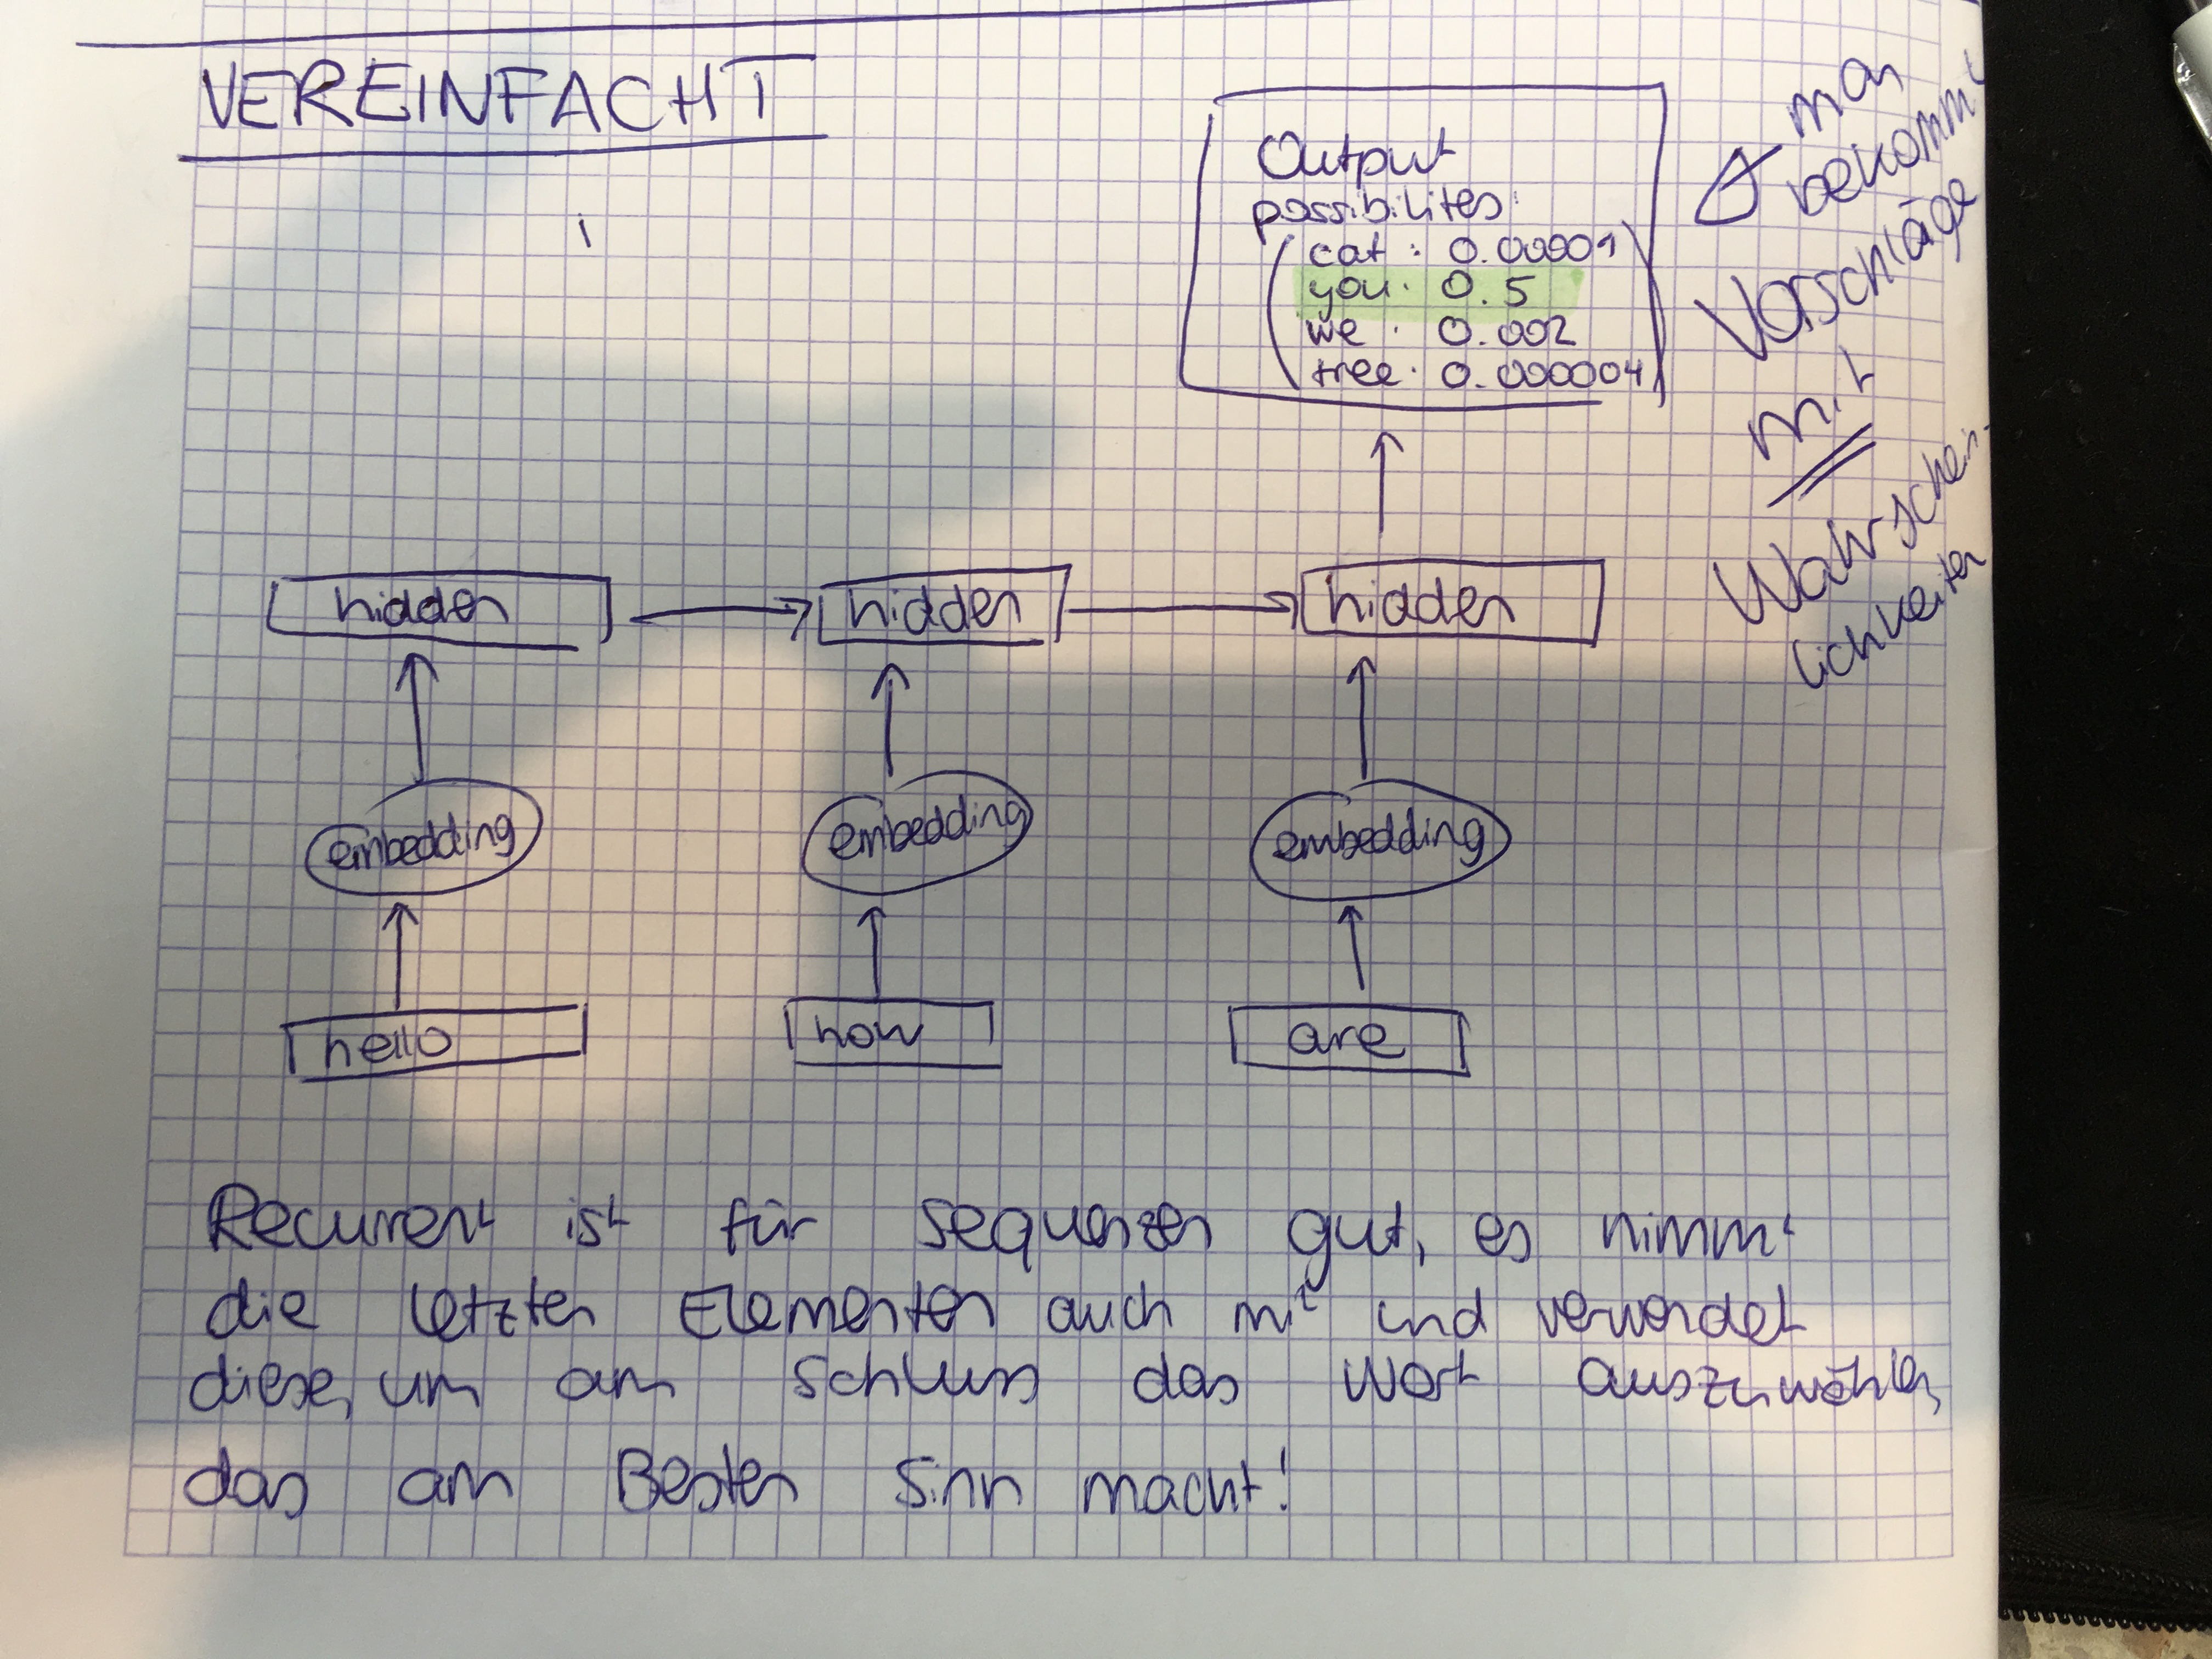 VEREINFACHT
Output
possibilites:
cat: 0.00001
you: 0.5
we: 0.002
tree: 0.000004
man
bekommt
Vorschläge
mit
Wahrschein
lichkeiten
hidden hidden hidden
embedding embedding embedding
hello how are
Recurrent ist für Sequenzen gut, es nimmt
die letzten Elementen auch mit und verwendet
diese, um am Schluss das Wort auszuwählen,
das am Besten Sinn macht!